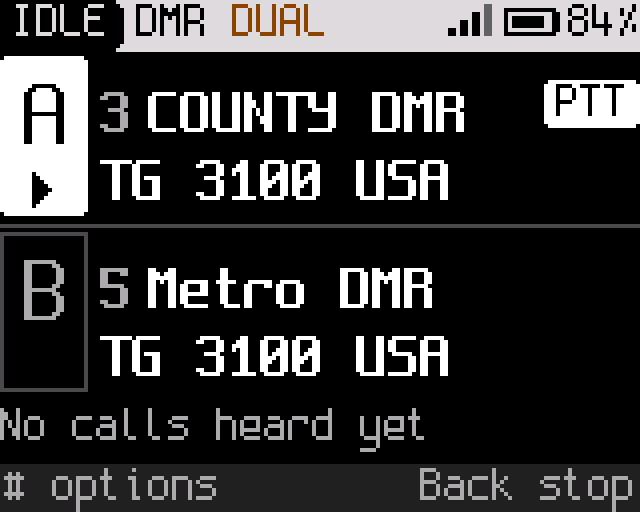 IDLE DMR DUAL 84%
A 3 COUNTY DMR PTT
TG 3100 USA
B 5 Metro DMR
TG 3100 USA
No calls heard yet
# options Back stop